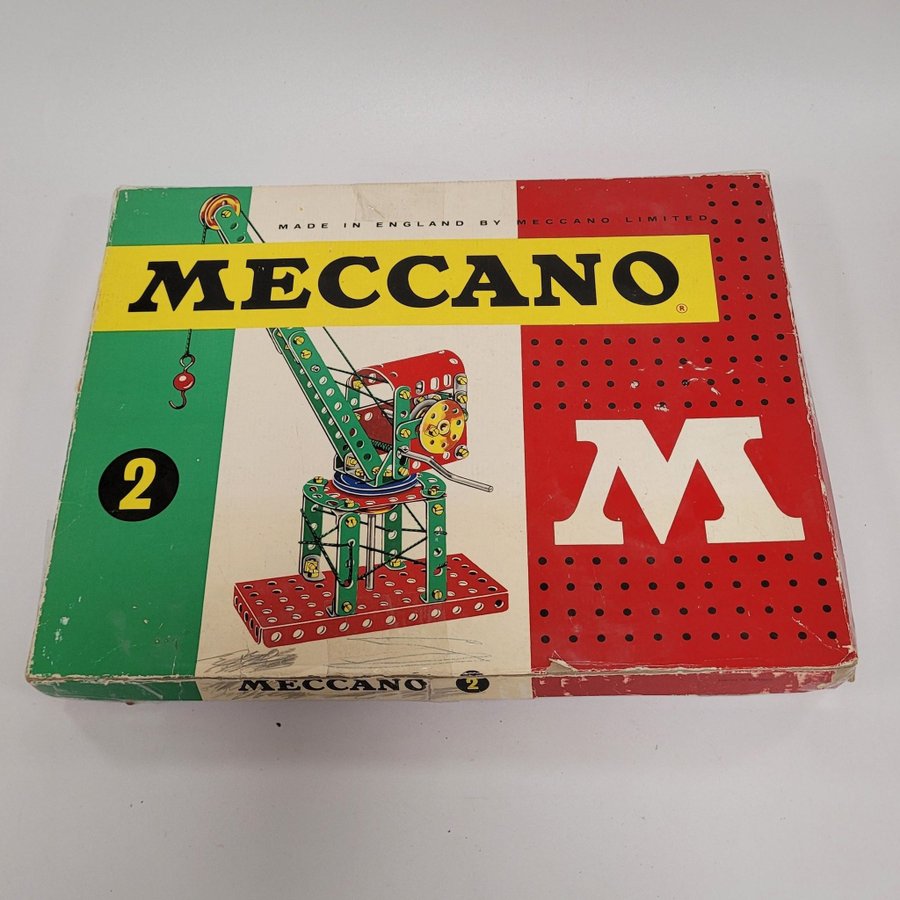 MADE IN ENGLAND BY MECCANO LIMITED
MECCANO
®
2
M
MECCANO 2